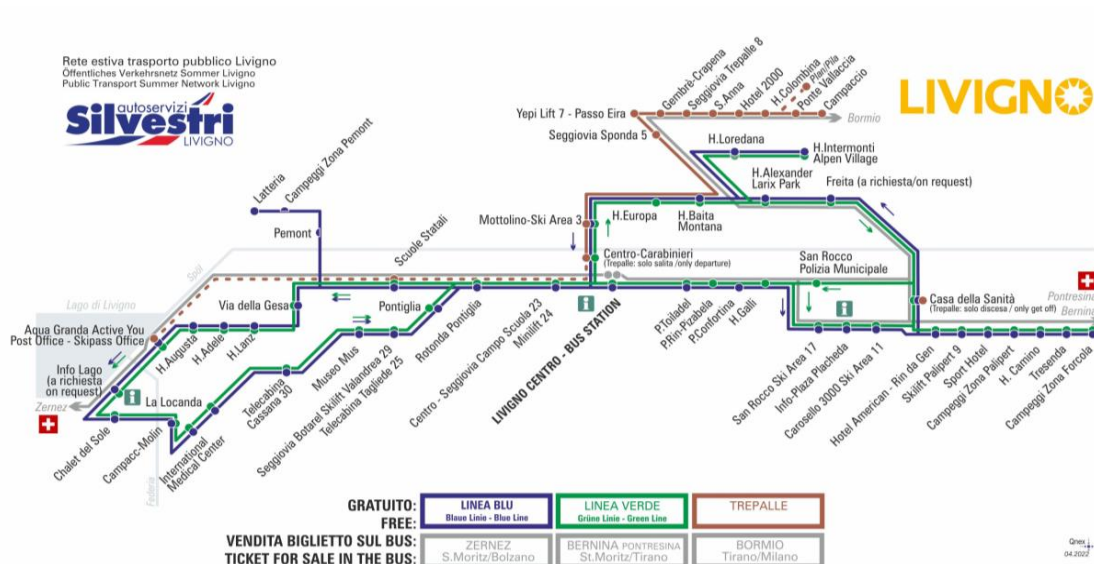 Rete estiva trasporto pubblico Livigno
Öffentliches Verkehrsnetz Sommer Livigno
Public Transport Summer Network Livigno
autoservizi
Silvestri
LIVIGNO
LIVIGNO
Gembrè-Crapena
Seggiovia Trepalle 8
S.Anna
Hotel 2000
H.Colombina
Plan/Pila
Ponte Vallaccia
Campaccio
Yepi Lift 7 - Passo Eira
Bormio
Seggiovia Sponda 5
H.Loredana
H.Intermonti
Alpen Village
H.Alexander
Larix Park
Freita (a richiesta/on request)
Latteria
Campeggi Zona Pemont
Pemont
Scuole Statali
Mottolino-Ski Area 3
H.Europa
H.Baita
Montana
Centro-Carabinieri
(Trepalle: solo salita /only departure)
San Rocco
Polizia Municipale
Spöl
Lago di Livigno
Via della Gesa
Pontiglia
Casa della Sanità
(Trepalle: solo discesa / only get off)
Pontresina
Bernina
Aqua Granda Active You
Post Office - Skipass Office
Info Lago
(a richiesta
on request)
Zernez
H.Augusta
H.Adele
H.Lanz
La Locanda
Chalet del Sole
Campacc-Molin
Federia
International
Medical Center
Telecabina
Cassana 30
Museo Mus
Seggiovia Botarel Skilift Valandrea 29
Telecabina Tagliede 25
Rotonda Pontiglia
Centro - Seggiovia Campo Scuola 23
Minilift 24
LIVIGNO CENTRO - BUS STATION
P.Toiladel
P.Rin-Pizabela
P.Confortina
H.Galli
San Rocco Ski Area 17
Info-Plaza Placheda
Carosello 3000 Ski Area 11
Hotel American - Rin da Gen
Skilift Palipert 9
Sport Hotel
Campeggi Zona Palipert
H. Camino
Tresenda
Campeggi Zona Forcola
GRATUITO:
FREE:
LINEA BLU
Blaue Linie - Blue Line
LINEA VERDE
Grüne Linie - Green Line
TREPALLE
VENDITA BIGLIETTO SUL BUS:
TICKET FOR SALE IN THE BUS:
ZERNEZ
S.Moritz/Bolzano
BERNINA PONTRESINA
St.Moritz/Tirano
BORMIO
Tirano/Milano
Qnex
04.2022